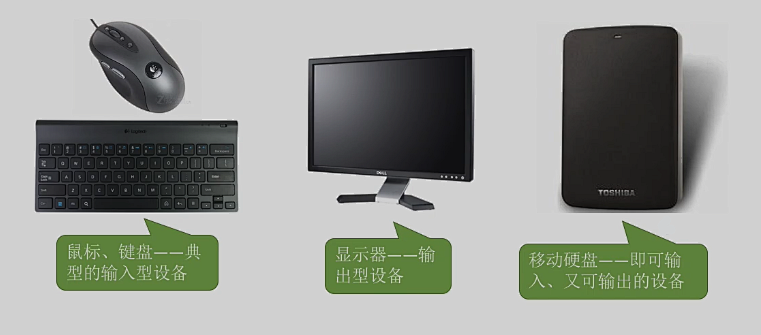 鼠标、键盘——典
型的输入型设备
显示器——输
出型设备
移动硬盘——即可输
入、又可输出的设备
DELL
TOSHIBA